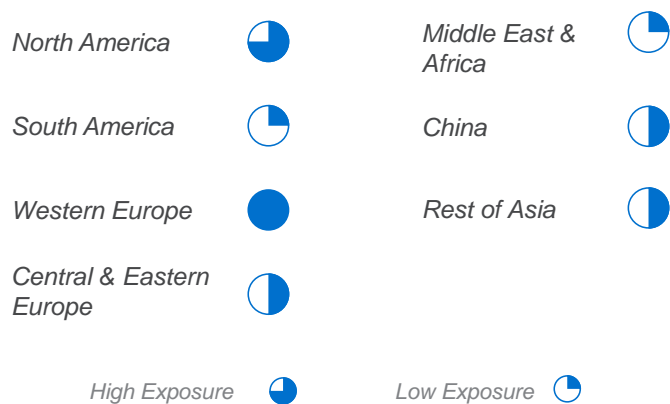 North America
South America
Western Europe
Central & Eastern
Europe
Middle East &
Africa
China
Rest of Asia
High Exposure
Low Exposure